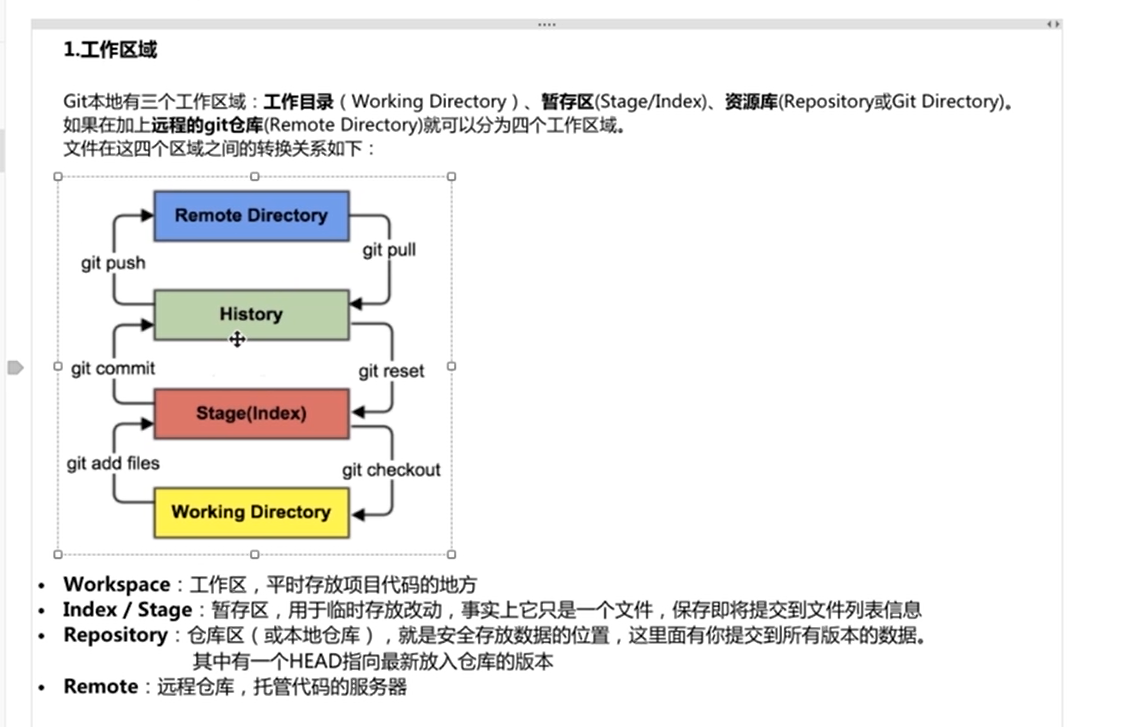 1.工作区域
Git本地有三个工作区域：工作目录（Working Directory）、暂存区(Stage/Index)、资源库(Repository或Git Directory)。
如果在加上远程的git仓库(Remote Directory)就可以分为四个工作区域。
文件在这四个区域之间的转换关系如下：
Remote Directory
git push
git pull
History
git commit
git reset
Stage(Index)
git add files
git checkout
Working Directory
• Workspace：工作区，平时存放项目代码的地方
• Index / Stage：暂存区，用于临时存放改动，事实上它只是一个文件，保存即将提交到文件列表信息
• Repository：仓库区（或本地仓库），就是安全存放数据的位置，这里面有你提交到所有版本的数据。
其中有一个HEAD指向最新放入仓库的版本
• Remote：远程仓库，托管代码的服务器